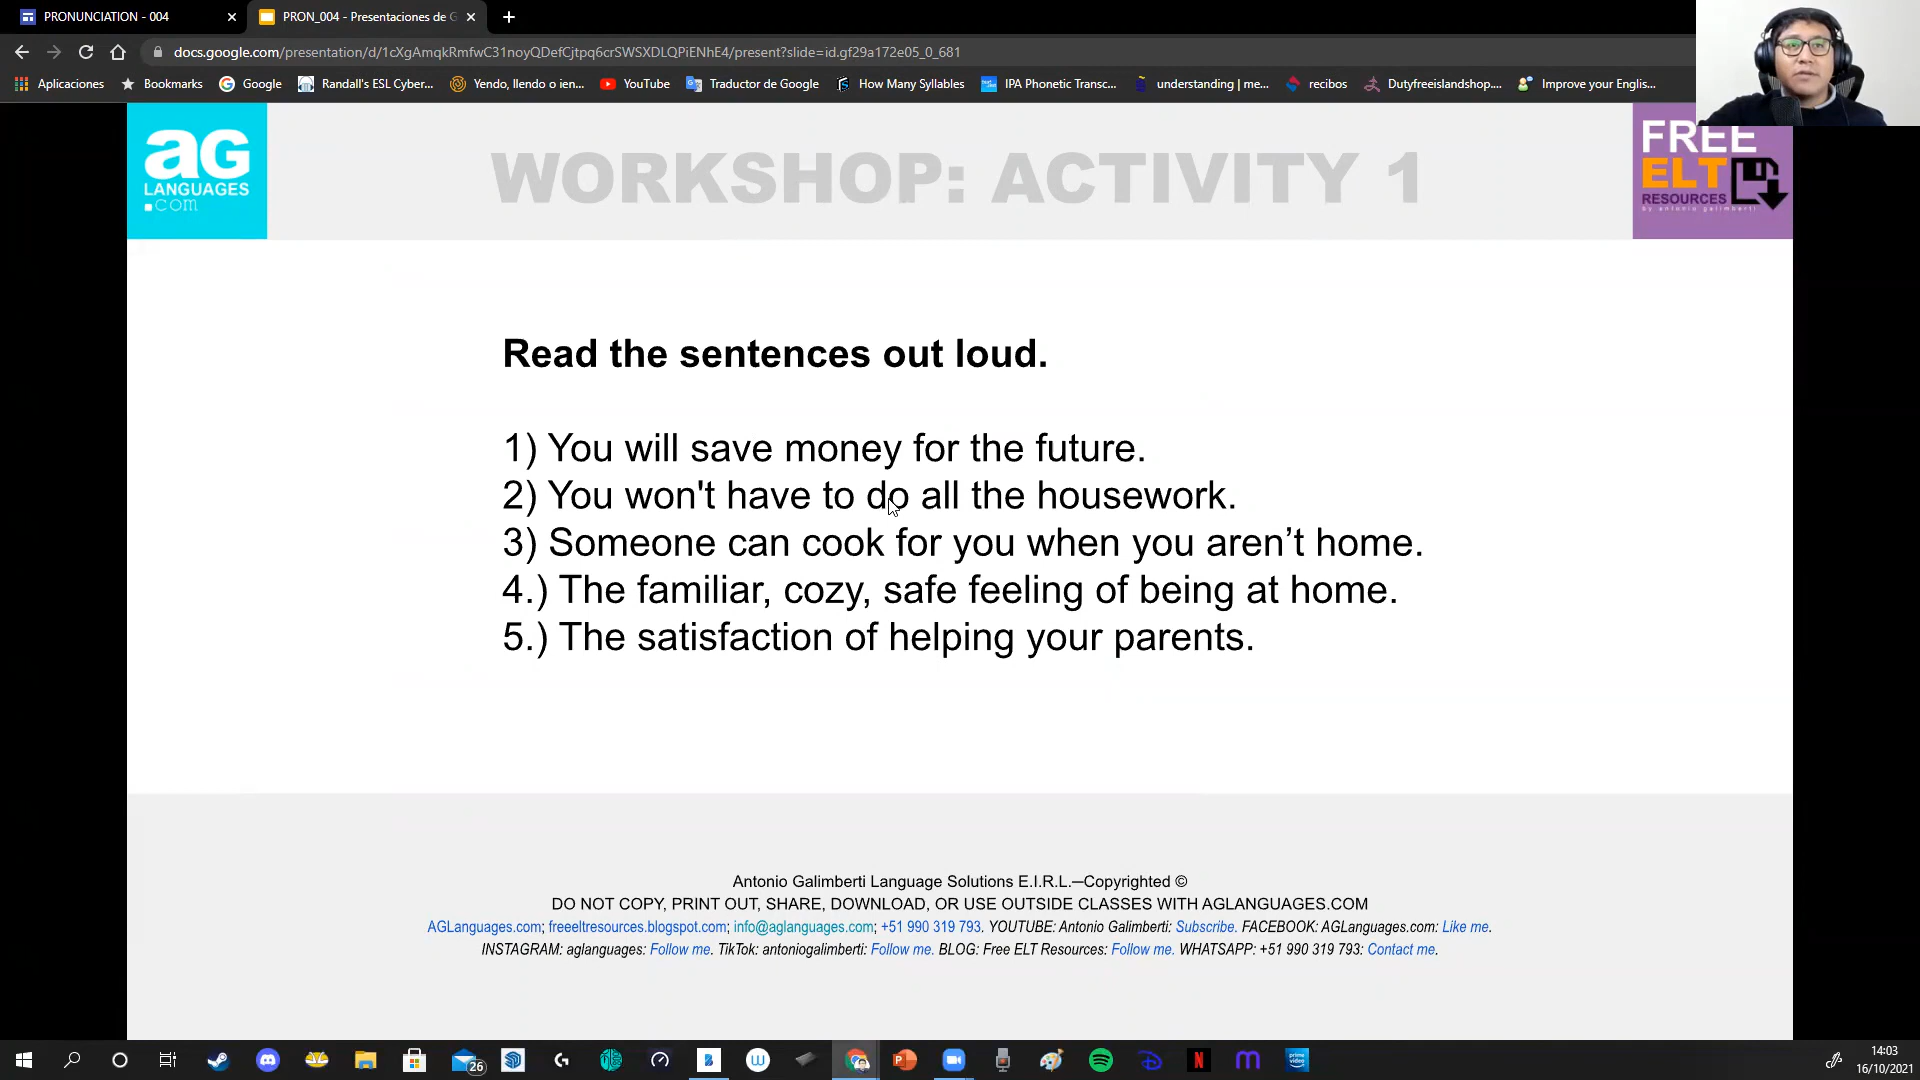 PRONUNCIATION - 004
PRON_004 - Presentaciones de G
docs.google.com/presentation/d/1cXgAmqkRmfwC31noyQDefCjtpq6crSWSXDLQPiENhE4/present?slide=id.gf29a172e05_0_681
Aplicaciones Bookmarks Google Randall's ESL Cyber... Yendo, llendo o ien... YouTube Traductor de Google How Many Syllables IPA Phonetic Transc... understanding | me... recibos Dutyfreeislandshop.... Improve your Englis...
aG
LANGUAGES
.com
WORKSHOP: ACTIVITY 1
FREE
ELT
RESOURCES
by antonio galimberti
Read the sentences out loud.
1) You will save money for the future.
2) You won't have to do all the housework.
3) Someone can cook for you when you aren’t home.
4.) The familiar, cozy, safe feeling of being at home.
5.) The satisfaction of helping your parents.
Antonio Galimberti Language Solutions E.I.R.L.—Copyrighted ©
DO NOT COPY, PRINT OUT, SHARE, DOWNLOAD, OR USE OUTSIDE CLASSES WITH AGLANGUAGES.COM
AGLanguages.com; freeeltresources.blogspot.com; info@aglanguages.com; +51 990 319 793. YOUTUBE: Antonio Galimberti: Subscribe. FACEBOOK: AGLanguages.com: Like me.
INSTAGRAM: aglanguages: Follow me. TikTok: antoniogalimberti: Follow me. BLOG: Free ELT Resources: Follow me. WHATSAPP: +51 990 319 793: Contact me.
26
prime video
14:03
16/10/2021